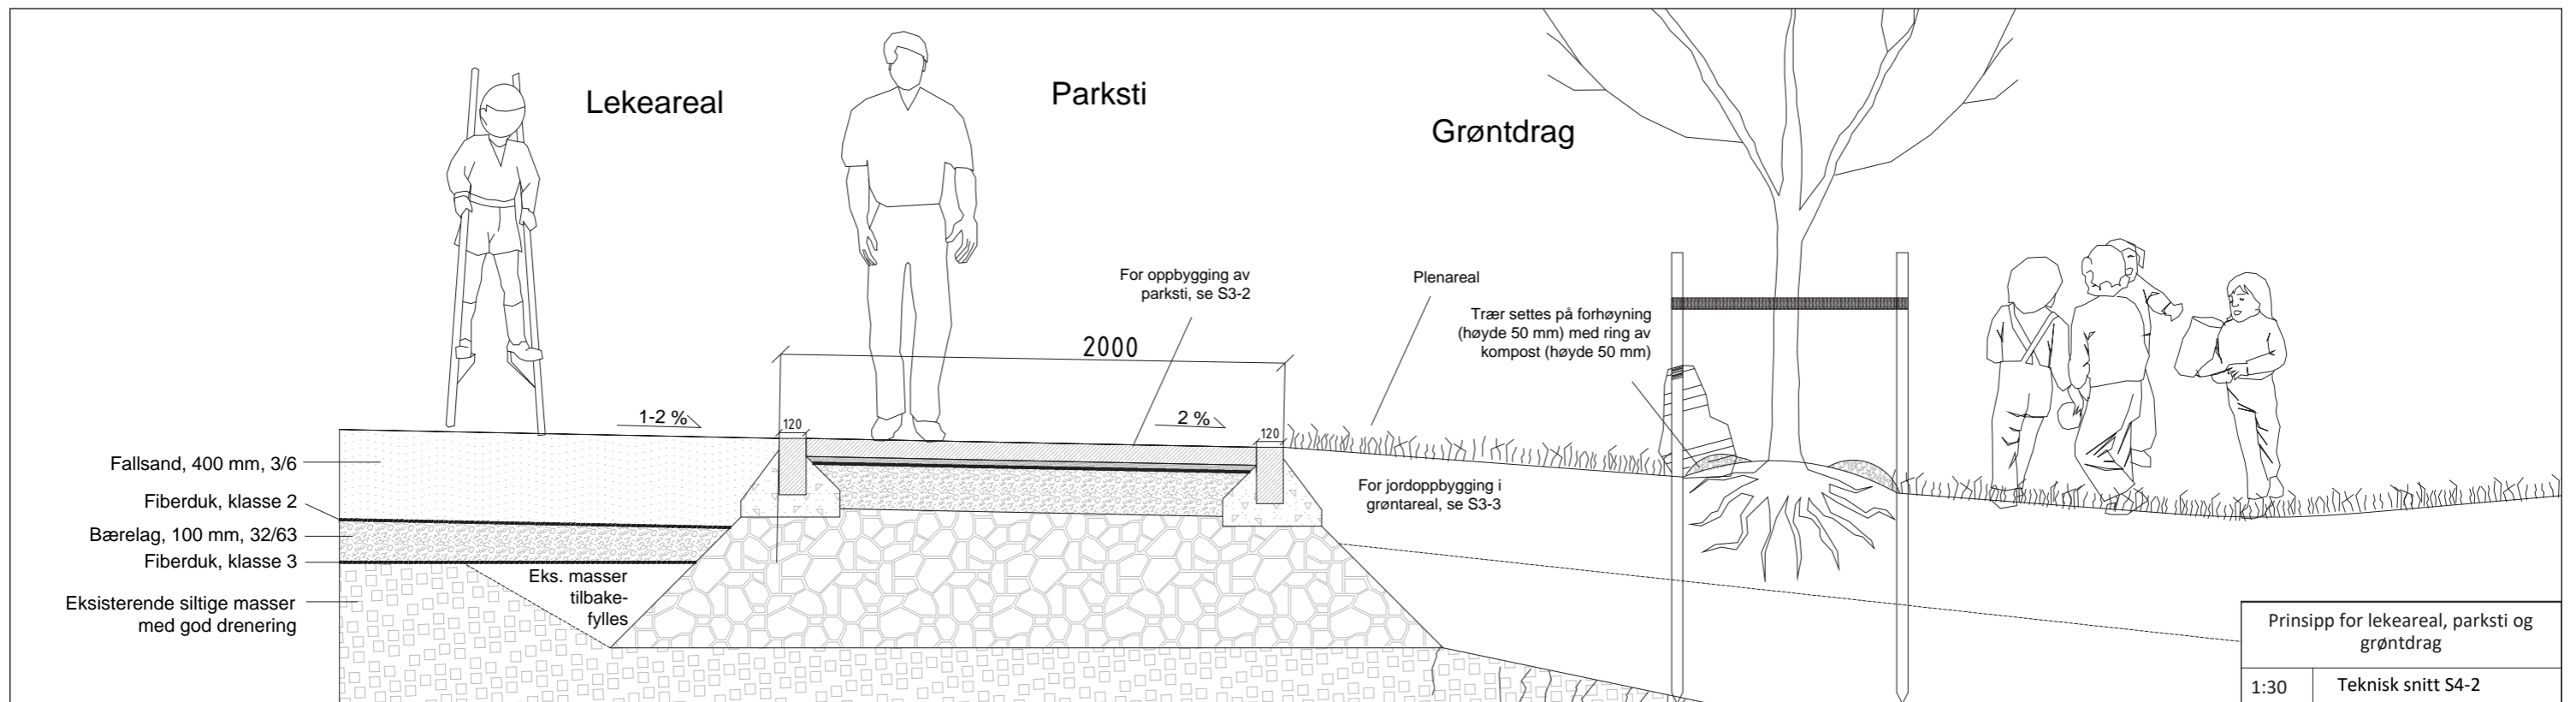 Lekeareal
Parksti
Grøntdrag
For oppbygging av
parksti, se S3-2
Plenareal
Trær settes på forhøyning
(høyde 50 mm) med ring av
kompost (høyde 50 mm)
2000
1-2 %
120
2 %
120
Fallsand, 400 mm, 3/6
Fiberduk, klasse 2
Bærelag, 100 mm, 32/63
Fiberduk, klasse 3
Eksisterende siltige masser
med god drenering
Eks. masser
tilbake-
fylles
For jordoppbygging i
grøntareal, se S3-3
Prinsipp for lekeareal, parksti og
grøntdrag
1:30 Teknisk snitt S4-2